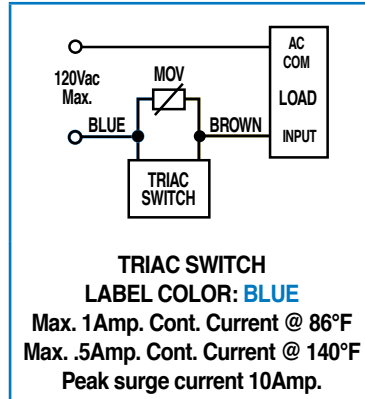 120Vac
Max.
MOV
AC
COM
LOAD
INPUT
BLUE
BROWN
TRIAC
SWITCH
TRIAC SWITCH
LABEL COLOR: BLUE
Max. 1Amp. Cont. Current @ 86°F
Max. .5Amp. Cont. Current @ 140°F
Peak surge current 10Amp.